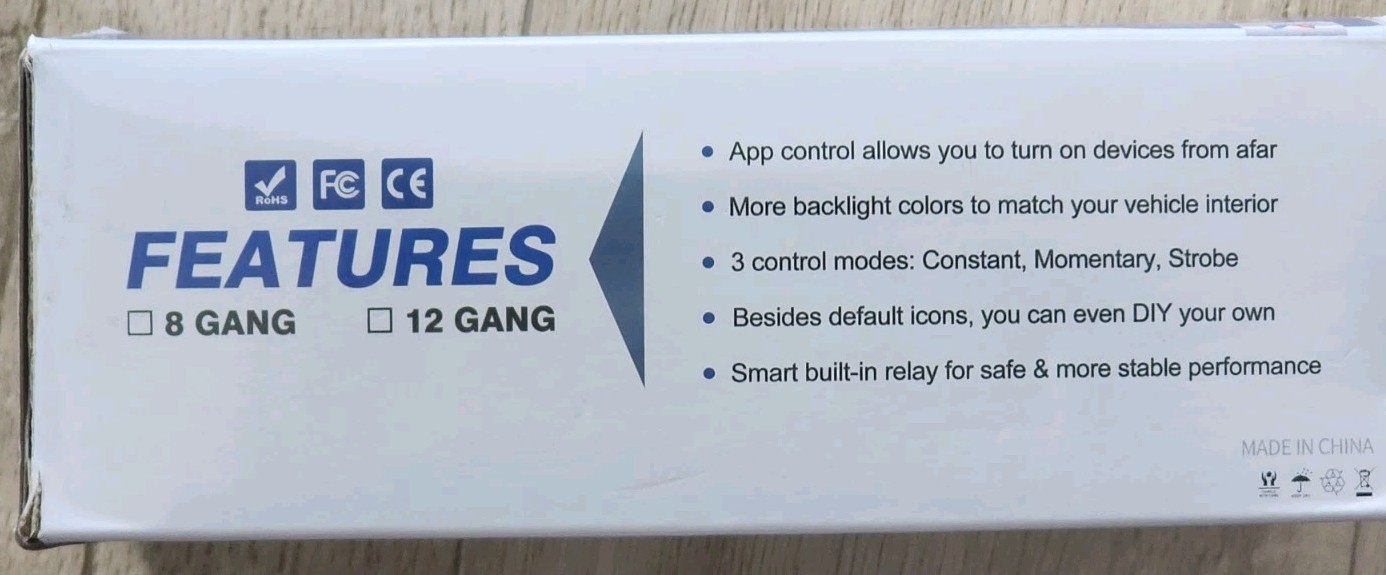 RoHS
FC
CE
FEATURES
8 GANG
12 GANG
App control allows you to turn on devices from afar
More backlight colors to match your vehicle interior
3 control modes: Constant, Momentary, Strobe
Besides default icons, you can even DIY your own
Smart built-in relay for safe & more stable performance
MADE IN CHINA